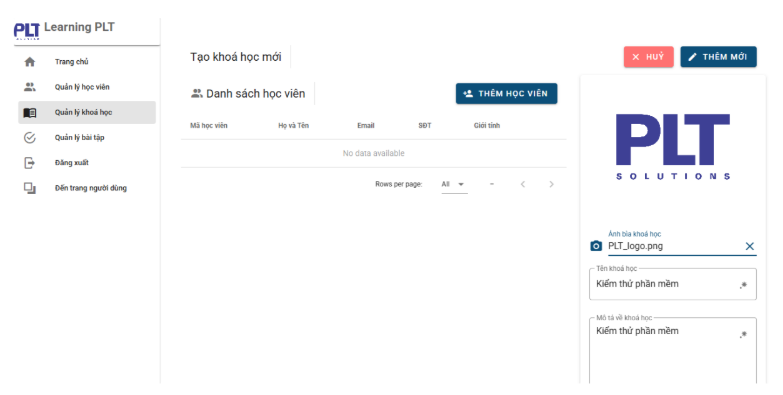 PLT Learning PLT
Trang chủ
Quản lý học viên
Quản lý khoá học
Quản lý bài tập
Đăng xuất
Đến trang người dùng
Tạo khoá học mới
HUỶ
THÊM MỚI
Danh sách học viên
THÊM HỌC VIÊN
Mã học viên Họ và Tên Email SĐT Giới tính
No data available
Rows per page: All –
PLT
SOLUTIONS
Ảnh bìa khoá học
PLT_logo.png
Tên khoá học
Kiểm thử phần mềm
Mô tả về khoá học
Kiểm thử phần mềm